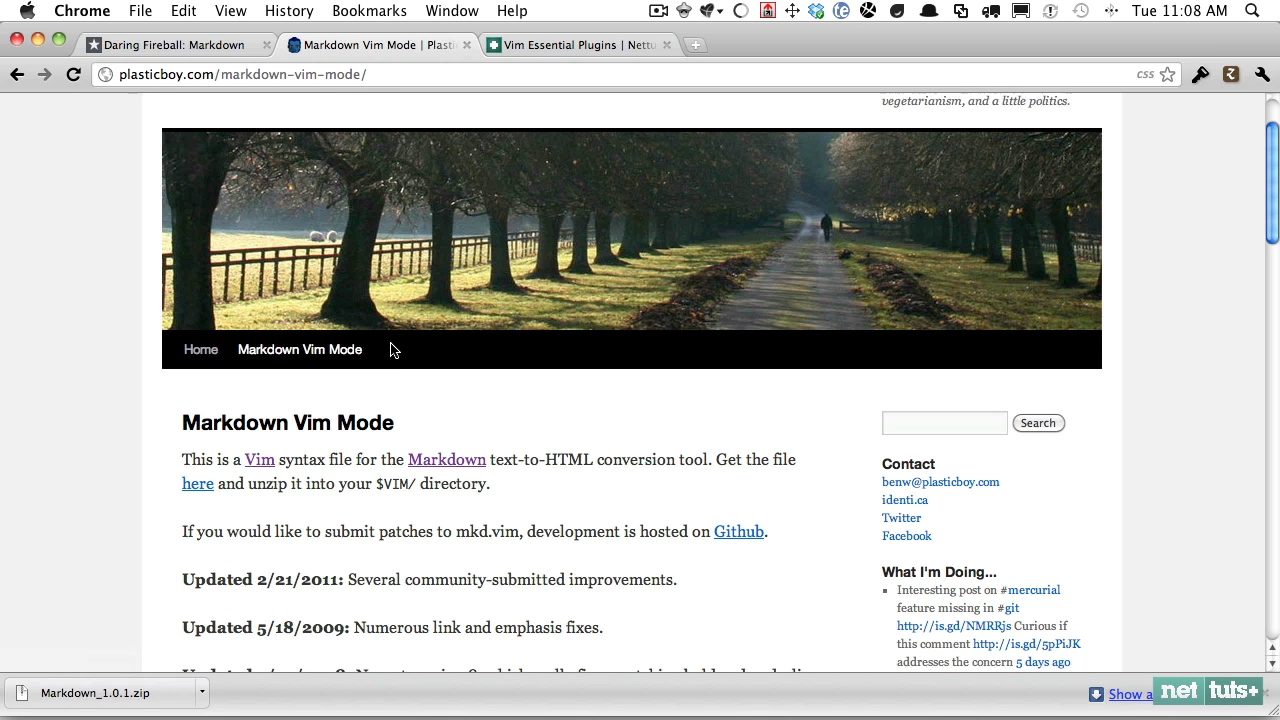 Chrome File Edit View History Bookmarks Window Help Tue 11:08 AM
Daring Fireball: Markdown
Markdown Vim Mode | Plasti
Vim Essential Plugins | Nettu
plasticboy.com/markdown-vim-mode/
css
vegetarianism, and a little politics.
Home Markdown Vim Mode
Markdown Vim Mode
This is a Vim syntax file for the Markdown text-to-HTML conversion tool. Get the file
here and unzip it into your $VIM/ directory.
If you would like to submit patches to mkd.vim, development is hosted on Github.
Updated 2/21/2011: Several community-submitted improvements.
Updated 5/18/2009: Numerous link and emphasis fixes.
Search
Contact
benw@plasticboy.com
identi.ca
Twitter
Facebook
What I'm Doing...
Interesting post on #mercurial
feature missing in #git
http://is.gd/NMRRjs Curious if
this comment http://is.gd/5pPiJK
addresses the concern 5 days ago
Markdown_1.0.1.zip
Show a
net tuts+